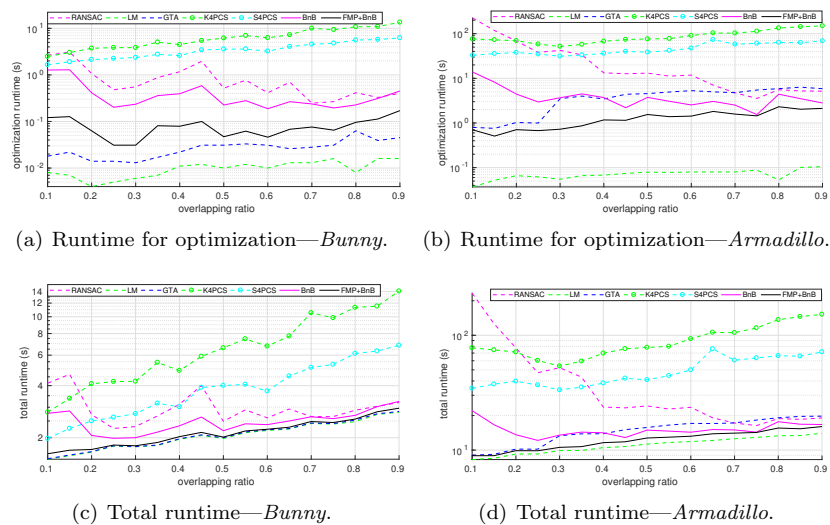 RANSAC LM GTA K4PCS S4PCS BnB FMP+BnB
RANSAC LM GTA K4PCS S4PCS BnB FMP+BnB
optimization runtime (s)
10^1
10^0
10^-1
10^-2
0.1 0.2 0.3 0.4 0.5 0.6 0.7 0.8 0.9
overlapping ratio
optimization runtime (s)
10^2
10^1
10^0
10^-1
0.1 0.2 0.3 0.4 0.5 0.6 0.7 0.8 0.9
overlapping ratio
(a) Runtime for optimization—Bunny.
(b) Runtime for optimization—Armadillo.
RANSAC LM GTA K4PCS S4PCS BnB FMP+BnB
RANSAC LM GTA K4PCS S4PCS BnB FMP+BnB
total runtime (s)
14
12
10
8
6
4
2
0.1 0.2 0.3 0.4 0.5 0.6 0.7 0.8 0.9
overlapping ratio
total runtime (s)
10^2
10^1
0.1 0.2 0.3 0.4 0.5 0.6 0.7 0.8 0.9
overlapping ratio
(c) Total runtime—Bunny.
(d) Total runtime—Armadillo.